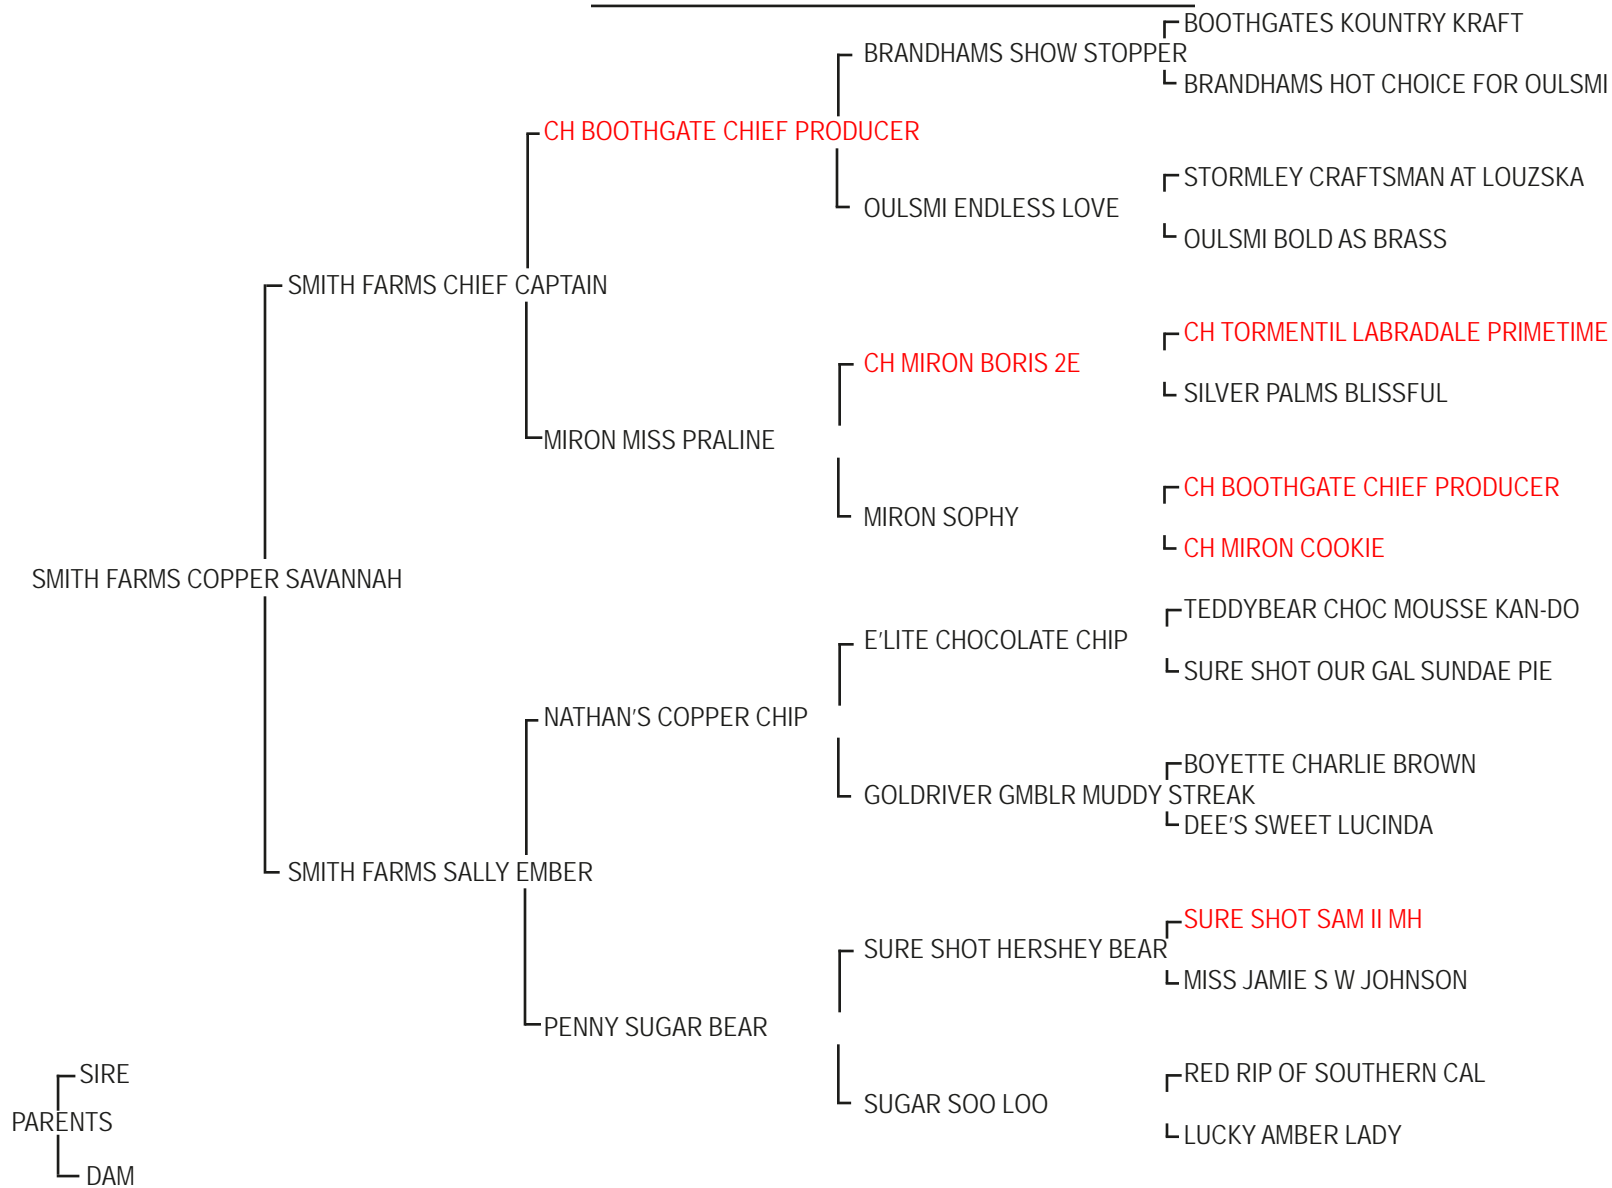 BOOTHGATES KOUNTRY KRAFT
BRANDHAMS SHOW STOPPER
BRANDHAMS HOT CHOICE FOR OULSMI
CH BOOTHGATE CHIEF PRODUCER
STORMLEY CRAFTSMAN AT LOUZSKA
OULSMI ENDLESS LOVE
OULSMI BOLD AS BRASS
SMITH FARMS CHIEF CAPTAIN
CH TORMENTIL LABRADALE PRIMETIME
CH MIRON BORIS 2E
SILVER PALMS BLISSFUL
MIRON MISS PRALINE
CH BOOTHGATE CHIEF PRODUCER
MIRON SOPHY
CH MIRON COOKIE
SMITH FARMS COPPER SAVANNAH
TEDDYBEAR CHOC MOUSSE KAN-DO
E'LITE CHOCOLATE CHIP
SURE SHOT OUR GAL SUNDAE PIE
NATHAN'S COPPER CHIP
BOYETTE CHARLIE BROWN
GOLDRIVER GMBLR MUDDY STREAK
DEE'S SWEET LUCINDA
SMITH FARMS SALLY EMBER
SURE SHOT SAM II MH
SURE SHOT HERSHEY BEAR
MISS JAMIE S W JOHNSON
PENNY SUGAR BEAR
RED RIP OF SOUTHERN CAL
SUGAR SOO LOO
LUCKY AMBER LADY
SIRE
PARENTS
DAM